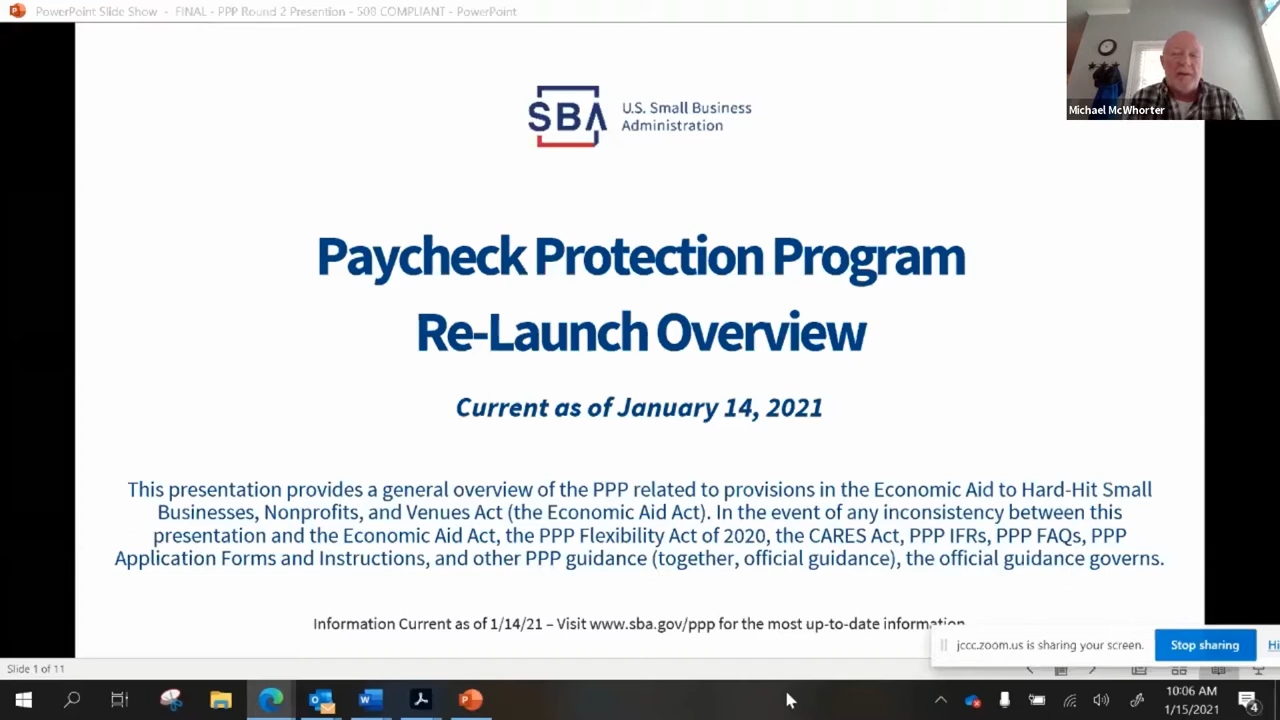 PowerPoint Slide Show - FINAL - PPP Round 2 Presention - 508 COMPLIANT - PowerPoint
Michael McWhorter
SBA
U.S. Small Business
Administration
Paycheck Protection Program
Re-Launch Overview
Current as of January 14, 2021
This presentation provides a general overview of the PPP related to provisions in the Economic Aid to Hard-Hit Small
Businesses, Nonprofits, and Venues Act (the Economic Aid Act). In the event of any inconsistency between this
presentation and the Economic Aid Act, the PPP Flexibility Act of 2020, the CARES Act, PPP IFRs, PPP FAQs, PPP
Application Forms and Instructions, and other PPP guidance (together, official guidance), the official guidance governs.
Information Current as of 1/14/21 – Visit www.sba.gov/ppp for the most up-to-date information
jccc.zoom.us is sharing your screen.
Stop sharing
Slide 1 of 11
10:06 AM
1/15/2021
4